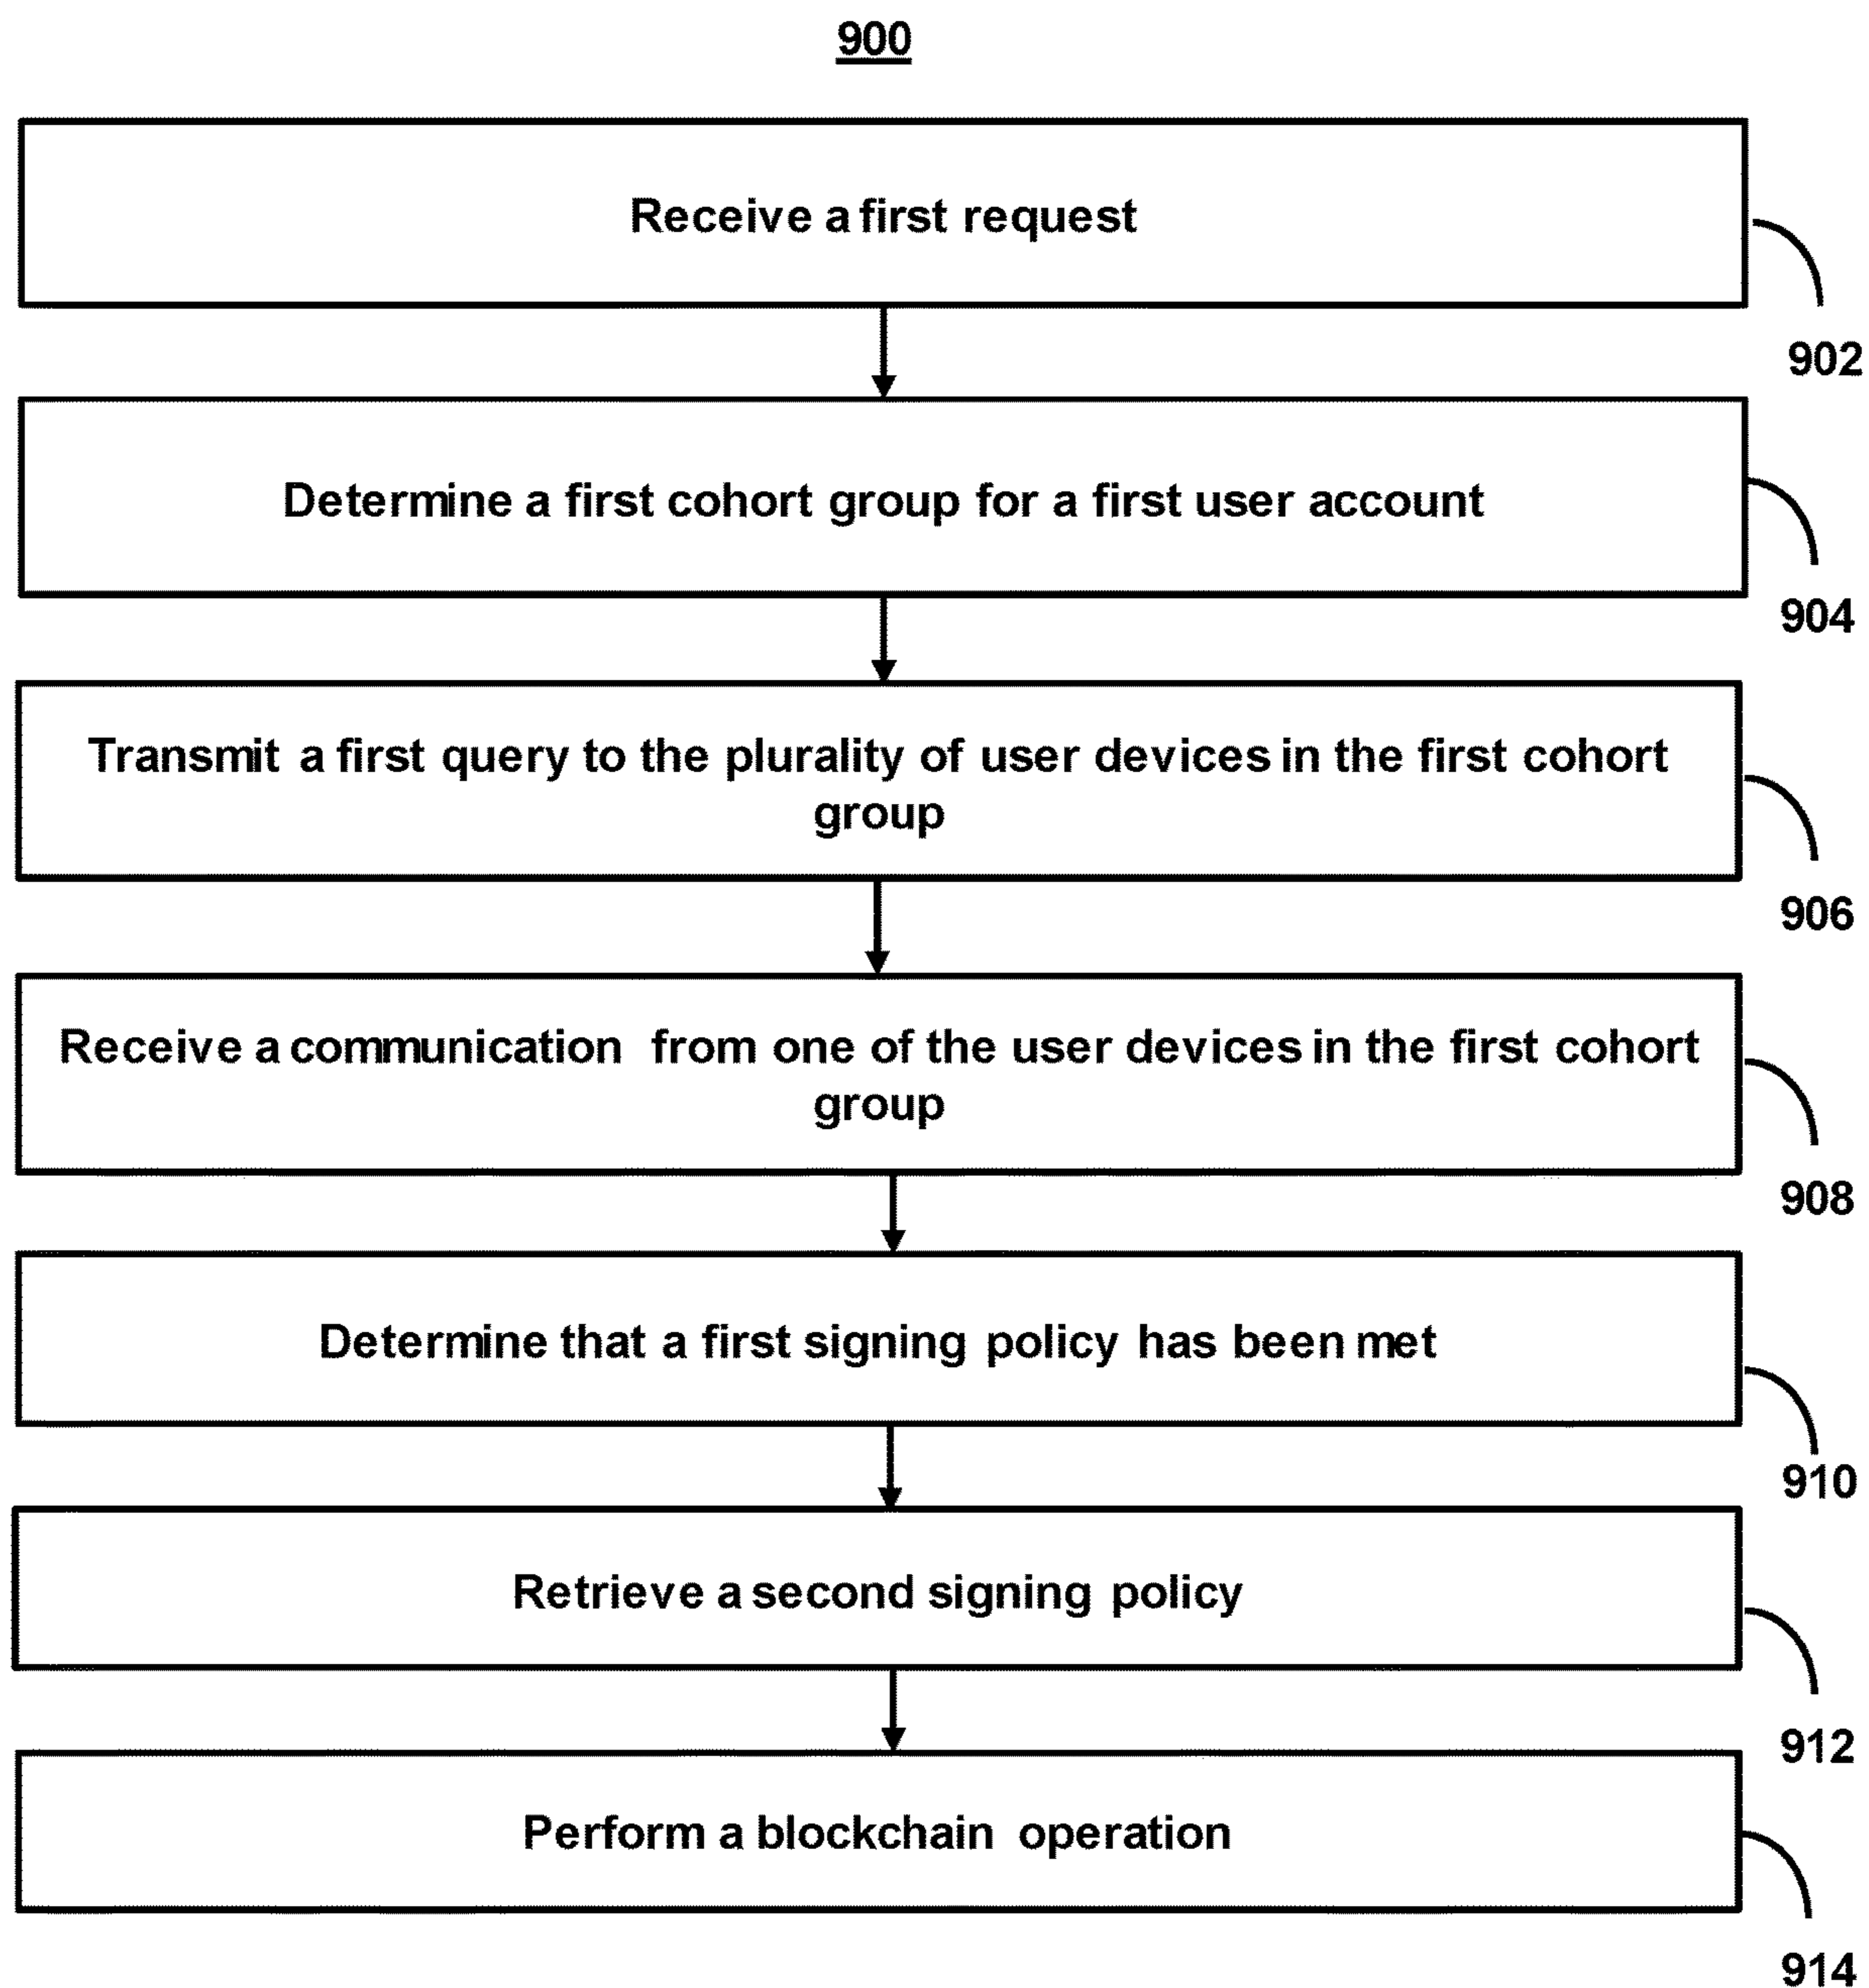 900
Receive a first request
902
Determine a first cohort group for a first user account
904
Transmit a first query to the plurality of user devices in the first cohort
group
906
Receive a communication from one of the user devices in the first cohort
group
908
Determine that a first signing policy has been met
910
Retrieve a second signing policy
912
Perform a blockchain operation
914